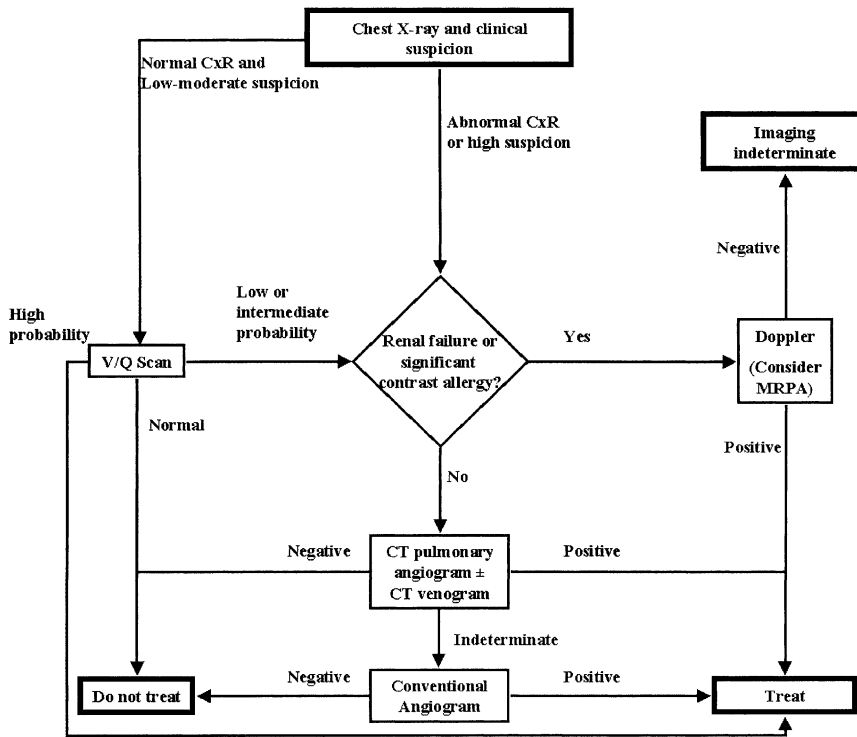 Chest X-ray and clinical
suspicion
Normal CxR and
Low-moderate suspicion
Abnormal CxR
or high suspicion
Imaging
indeterminate
Negative
High
probability
Low or
intermediate
probability
Renal failure or
significant
contrast allergy?
Yes
Doppler
(Consider
MRPA)
V/Q Scan
Normal
Positive
No
Negative
CT pulmonary
angiogram ±
CT venogram
Positive
Indeterminate
Do not treat
Negative
Conventional
Angiogram
Positive
Treat